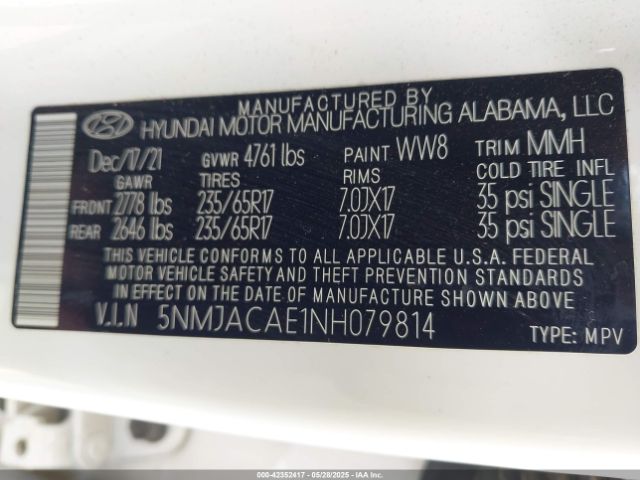 MANUFACTURED BY
HYUNDAI MOTOR MANUFACTURING ALABAMA, LLC
Dec/17/21 GVWR 4761 lbs PAINT WW8 TRIM MMH
GAWR TIRES RIMS COLD TIRE INFL
FRONT 2778 lbs 235/65R17 7.0JX17 35 psi SINGLE
REAR 2646 lbs 235/65R17 7.0JX17 35 psi SINGLE
THIS VEHICLE CONFORMS TO ALL APPLICABLE U.S.A. FEDERAL
MOTOR VEHICLE SAFETY AND THEFT PREVENTION STANDARDS
IN EFFECT ON THE DATE OF MANUFACTURE SHOWN ABOVE
V.I.N 5NMJACAE1NH079814 TYPE: MPV
000-42352417 - 05/28/2025 - IAAI.COM